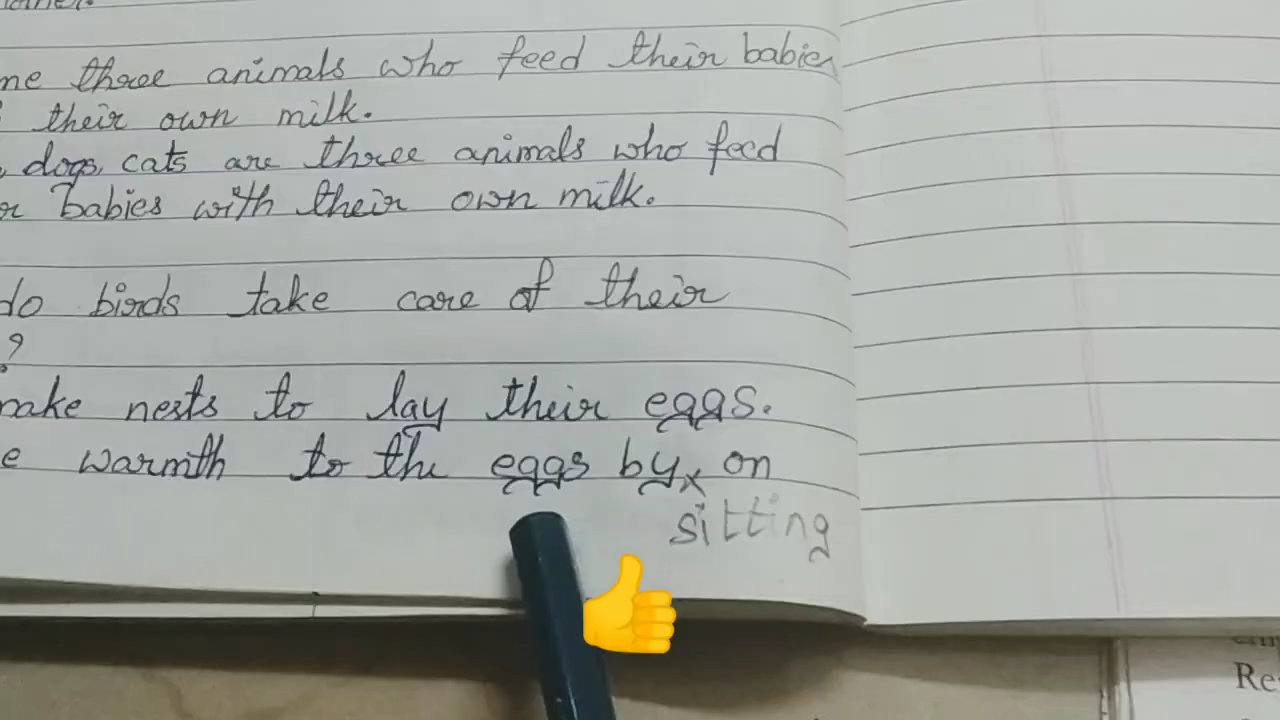 me three animals who feed their babies
their own milk.
, dogs, cats are three animals who feed
r babies with their own milk.
do birds take care of their
?
make nests to lay their eggs.
e warmth to the eggs by x on
sitting
Re